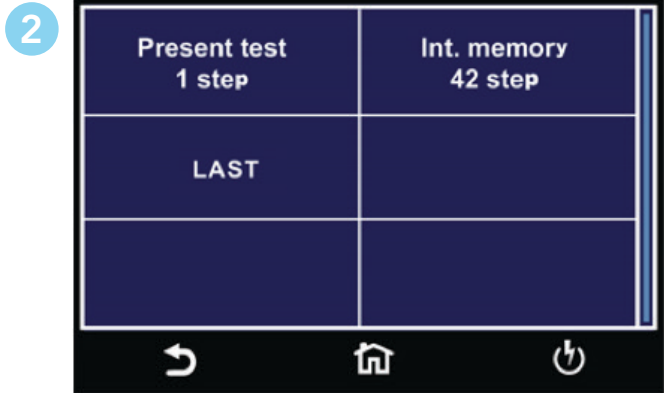 2
Present test
1 step
Int. memory
42 step
LAST